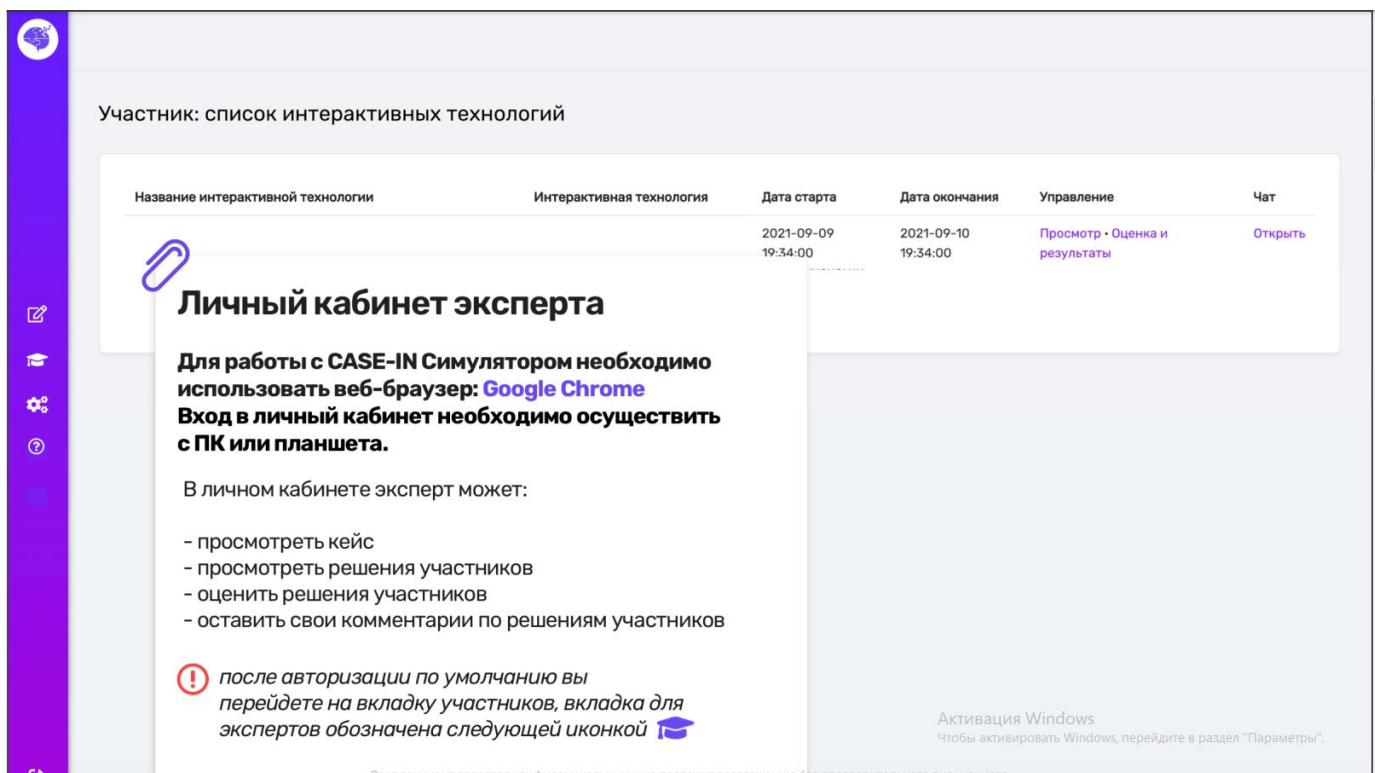 Участник: список интерактивных технологий
Название интерактивной технологии Интерактивная технология Дата старта Дата окончания Управление Чат
2021-09-09 2021-09-10 Просмотр • Оценка и Открыть
19:34:00 19:34:00 результаты
Личный кабинет эксперта
Для работы с CASE-IN Симулятором необходимо
использовать веб-браузер: Google Chrome
Вход в личный кабинет необходимо осуществить
с ПК или планшета.
В личном кабинете эксперт может:
- просмотреть кейс
- просмотреть решения участников
- оценить решения участников
- оставить свои комментарии по решениям участников
после авторизации по умолчанию вы
перейдете на вкладку участников, вкладка для
экспертов обозначена следующей иконкой
Активация Windows
Чтобы активировать Windows, перейдите в раздел "Параметры".